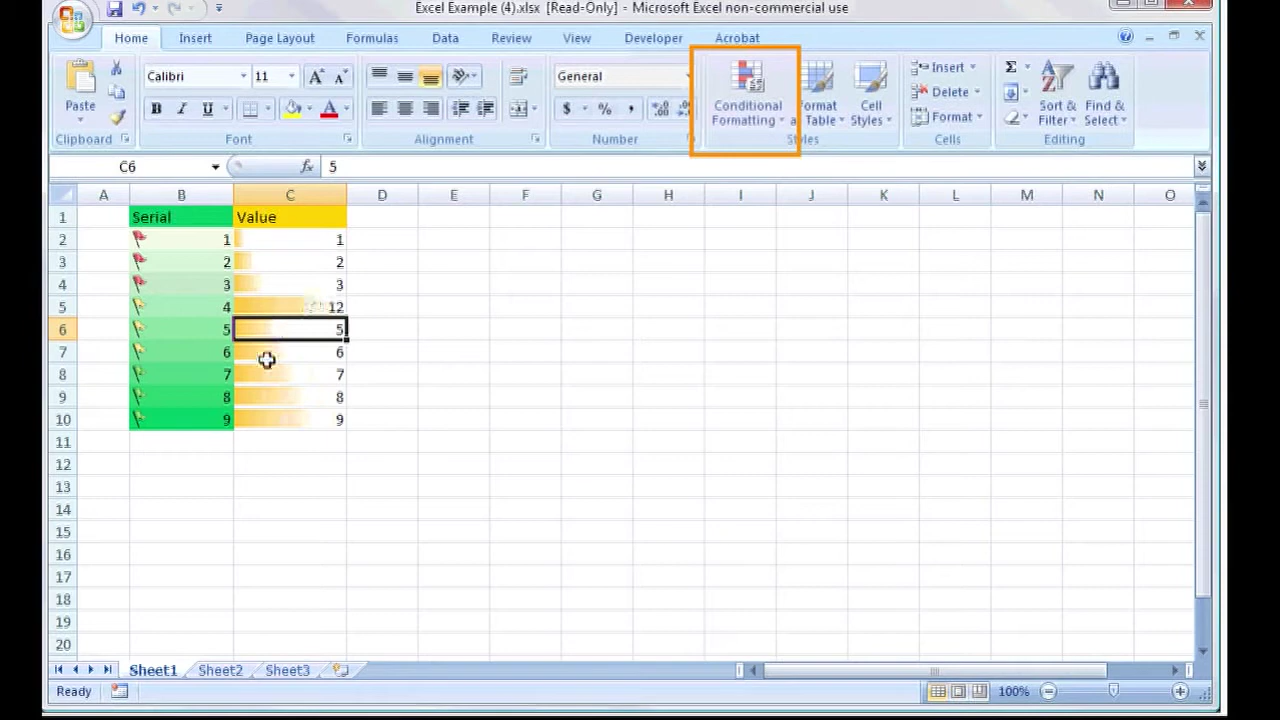 Excel Example (4).xlsx [Read-Only] - Microsoft Excel non-commercial use
Home Insert Page Layout Formulas Data Review View Developer Acrobat
Paste
Clipboard
Calibri 11 A A
B I U A
Font
Alignment
General
$ % ,
Number
Conditional Formatting
Format
Table
Cell Styles
Styles
Insert
Delete
Format
Cells
Σ
Sort & Filter
Find & Select
Editing
C6 fx 5
A B C D E F G H I J K L M N O
1 Serial Value
2 1 1
3 2 2
4 3 3
5 4 12
6 5 5
7 6 6
8 7 7
9 8 8
10 9 9
11
12
13
14
15
16
17
18
19
20
Sheet1 Sheet2 Sheet3
Ready 100%